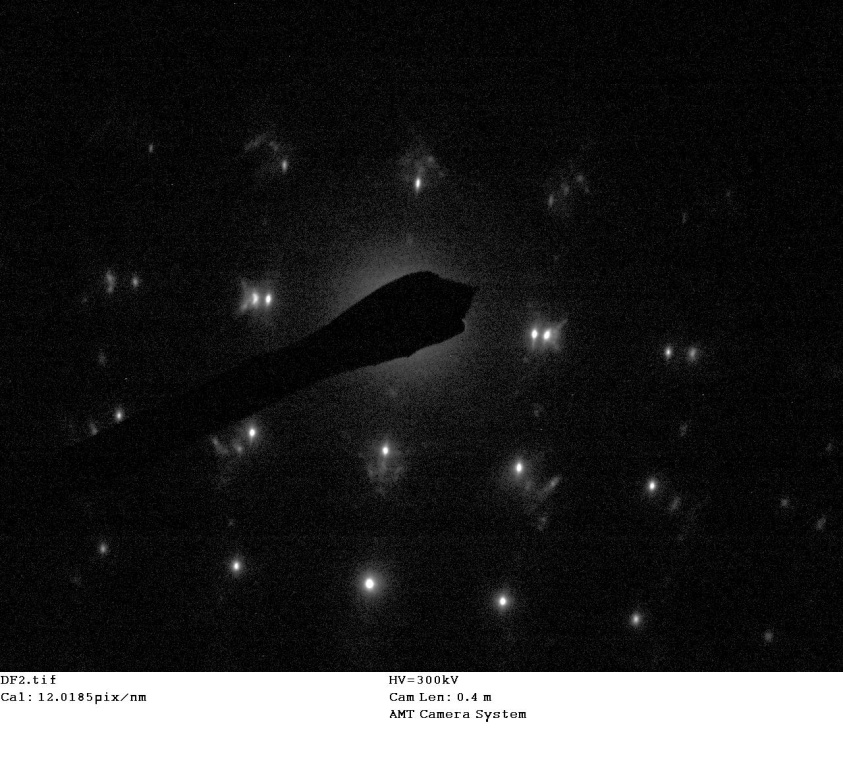 DF2.tif
Cal: 12.0185pix/nm
HV=300kV
Cam Len: 0.4 m
AMT Camera System